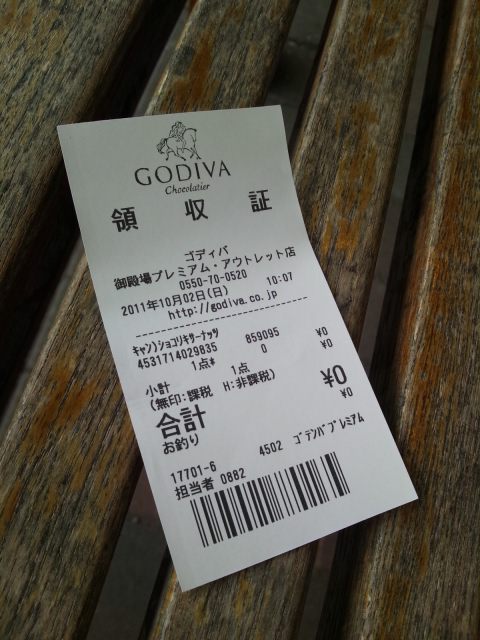 GODIVA
Chocolatier
領 収 証
ゴディバ
御殿場プレミアム・アウトレット店
0550-70-0520
2011年10月02日(日) 10:07
http://godiva.co.jp
ｷｬﾝ)ｼｮｺﾘｷｻｰﾅｯﾂ 859095 ¥0
4531714029835 0 ¥0
1点* 1点
小計
(無印:課税 H:非課税)
合計 ¥0
お釣り ¥0
17701-6 4502 ｺﾞﾃﾝﾊﾞﾌﾟﾚﾐｱﾑ
担当者 0882